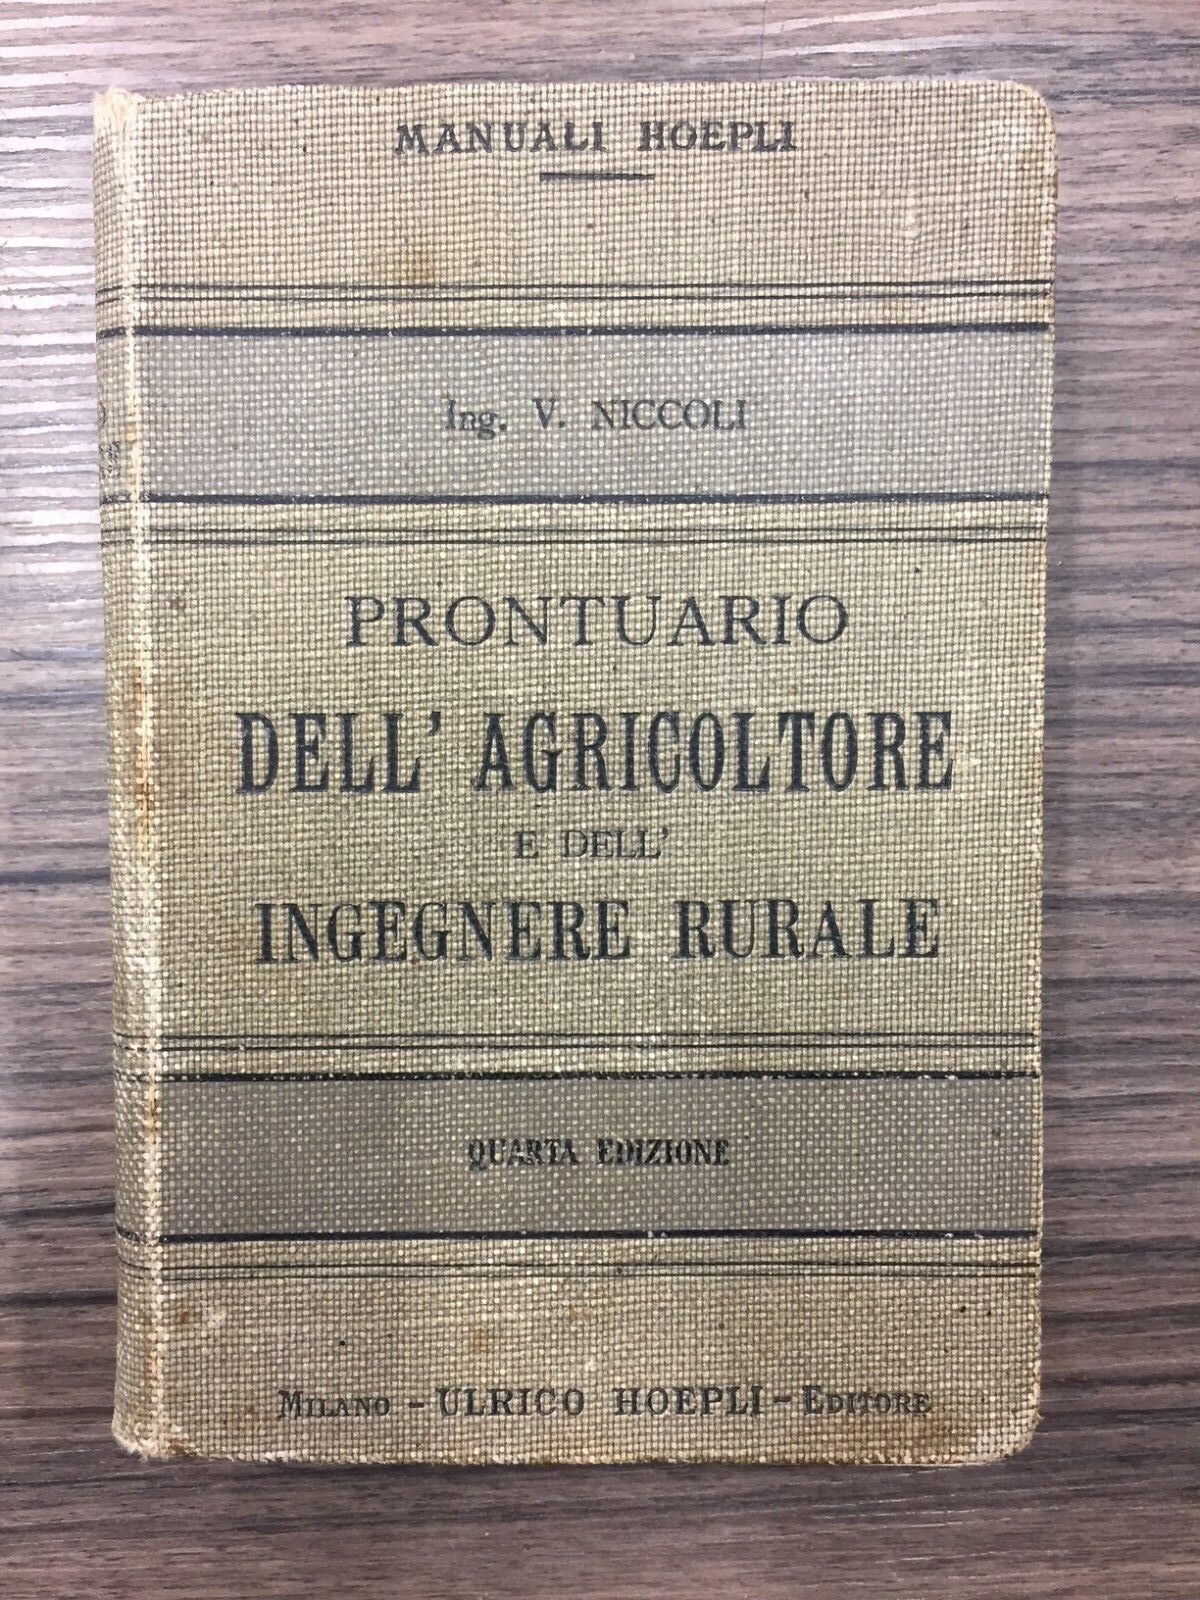 MANUALI HOEPLI
Ing. V. NICCOLI
PRONTUARIO
DELL' AGRICOLTORE
E DELL'
INGEGNERE RURALE
QUARTA EDIZIONE
MILANO - ULRICO HOEPLI - EDITORE